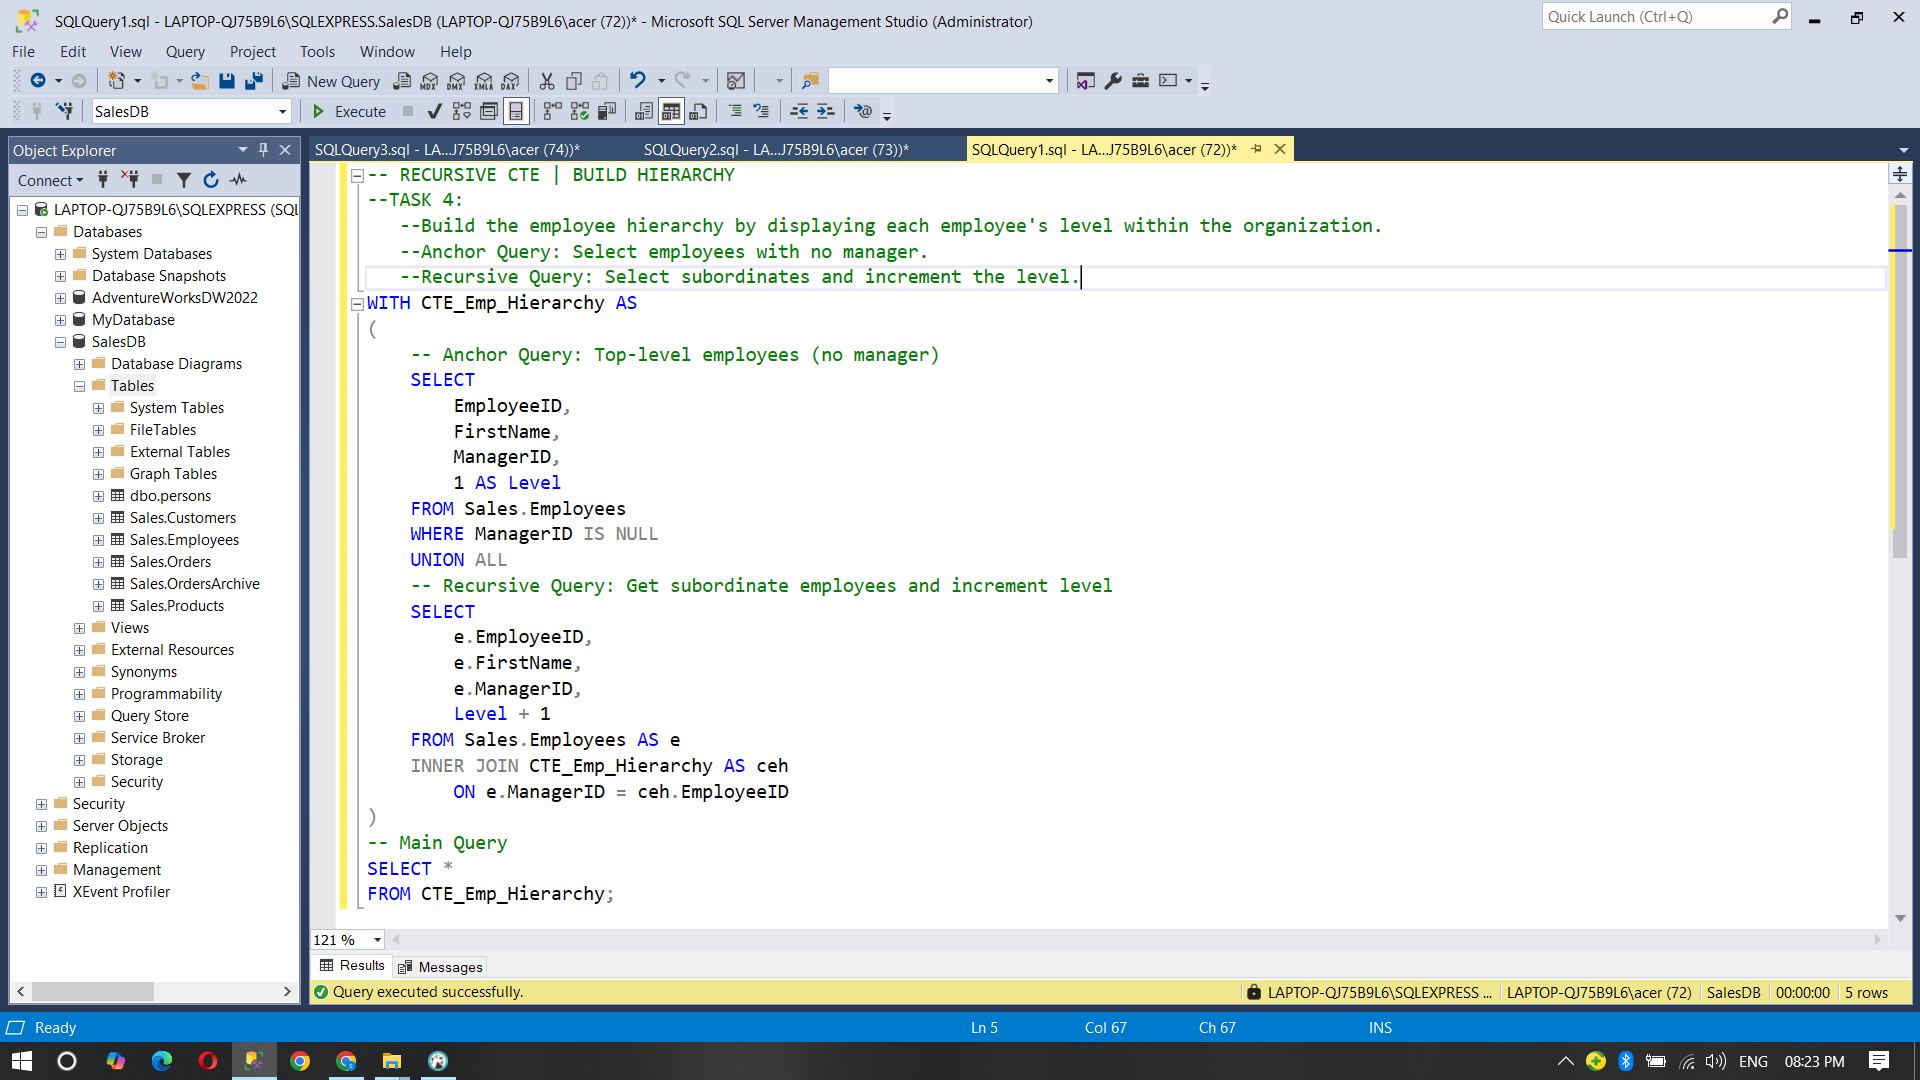 SQLQuery1.sql - LAPTOP-QJ75B9L6\SQLEXPRESS.SalesDB (LAPTOP-QJ75B9L6\acer (72))* - Microsoft SQL Server Management Studio (Administrator)
Quick Launch (Ctrl+Q)
File Edit View Query Project Tools Window Help
New Query MDX DMX XMLA DAX
SalesDB Execute
Object Explorer
SQLQuery3.sql - LA...J75B9L6\acer (74))* SQLQuery2.sql - LA...J75B9L6\acer (73))* SQLQuery1.sql - LA...J75B9L6\acer (72))*
Connect
LAPTOP-QJ75B9L6\SQLEXPRESS (SQL
Databases
System Databases
Database Snapshots
AdventureWorksDW2022
MyDatabase
SalesDB
Database Diagrams
Tables
System Tables
FileTables
External Tables
Graph Tables
dbo.persons
Sales.Customers
Sales.Employees
Sales.Orders
Sales.OrdersArchive
Sales.Products
Views
External Resources
Synonyms
Programmability
Query Store
Service Broker
Storage
Security
Security
Server Objects
Replication
Management
XEvent Profiler
-- RECURSIVE CTE | BUILD HIERARCHY
--TASK 4:
--Build the employee hierarchy by displaying each employee's level within the organization.
--Anchor Query: Select employees with no manager.
--Recursive Query: Select subordinates and increment the level.
WITH CTE_Emp_Hierarchy AS
(
-- Anchor Query: Top-level employees (no manager)
SELECT
EmployeeID,
FirstName,
ManagerID,
1 AS Level
FROM Sales.Employees
WHERE ManagerID IS NULL
UNION ALL
-- Recursive Query: Get subordinate employees and increment level
SELECT
e.EmployeeID,
e.FirstName,
e.ManagerID,
Level + 1
FROM Sales.Employees AS e
INNER JOIN CTE_Emp_Hierarchy AS ceh
ON e.ManagerID = ceh.EmployeeID
)
-- Main Query
SELECT *
FROM CTE_Emp_Hierarchy;
121 %
Results Messages
Query executed successfully. LAPTOP-QJ75B9L6\SQLEXPRESS ... LAPTOP-QJ75B9L6\acer (72) SalesDB 00:00:00 5 rows
Ready Ln 5 Col 67 Ch 67 INS
ENG 08:23 PM